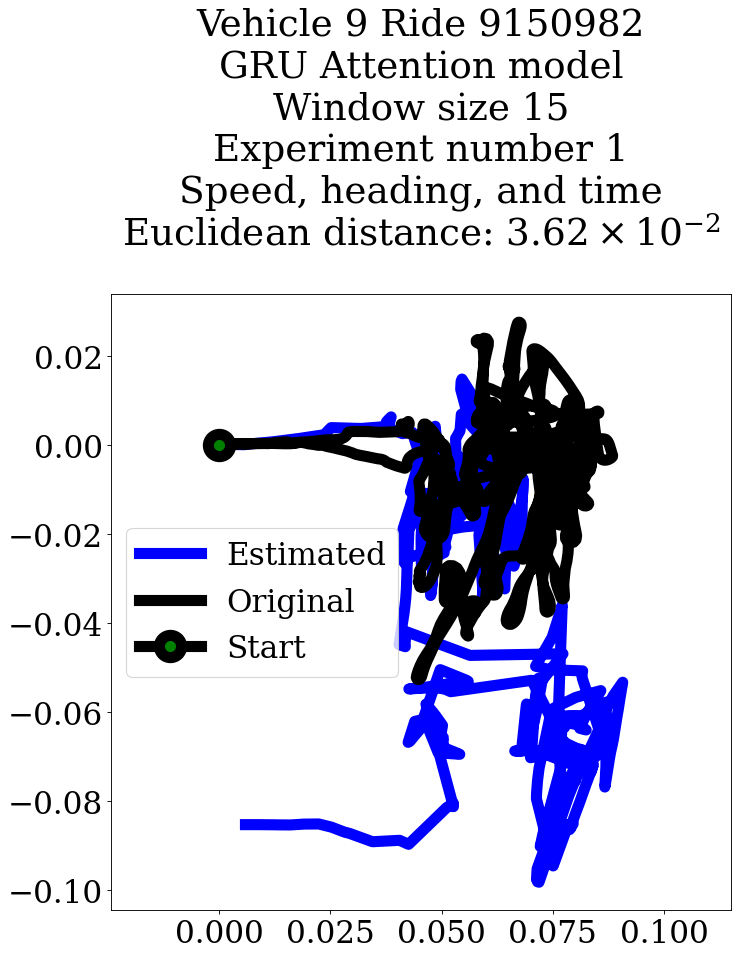 Vehicle 9 Ride 9150982
GRU Attention model
Window size 15
Experiment number 1
Speed, heading, and time
Euclidean distance: 3.62 × 10⁻²
0.02
0.00
−0.02
−0.04
−0.06
−0.08
−0.10
Estimated
Original
Start
0.000 0.025 0.050 0.075 0.100